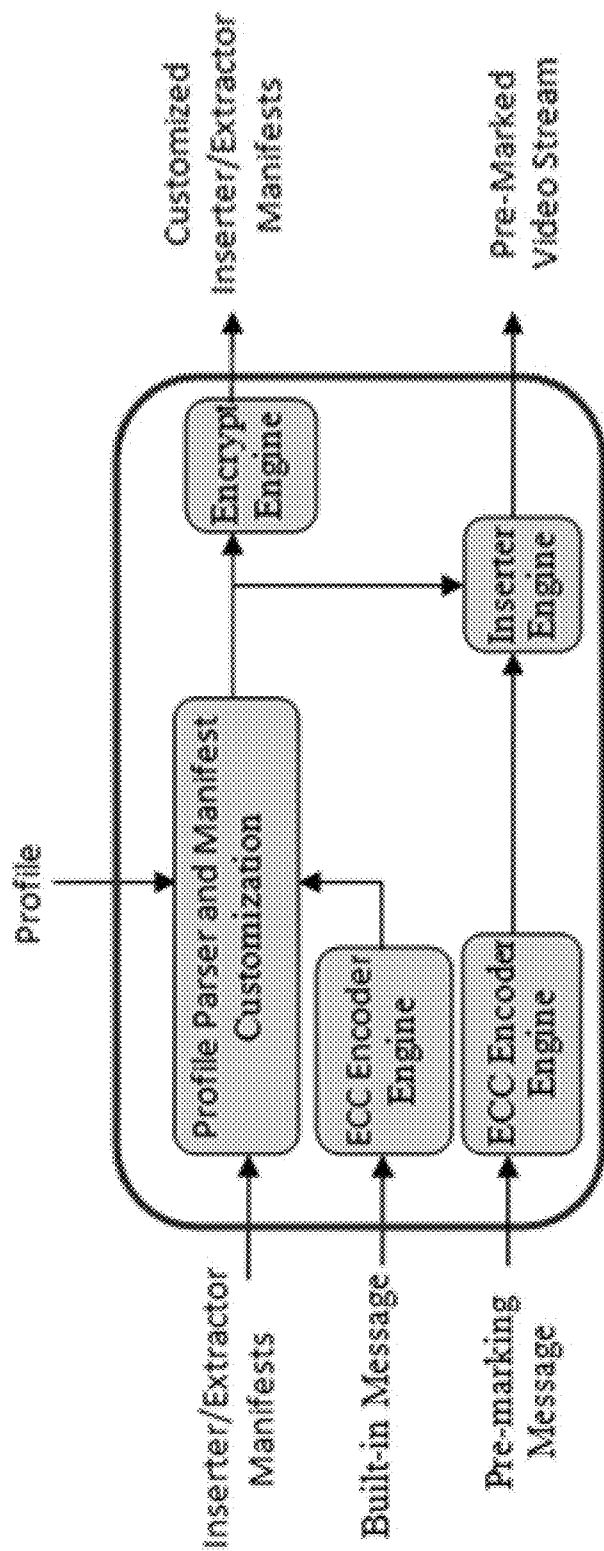 Profile
Inserter/Extractor
Manifests
Built-in Message
Pre-marking
Message
Profile Parser and Manifest
Customization
ECC Encoder
Engine
ECC Encoder
Engine
Encrypt
Engine
Inserter
Engine
Customized
Inserter/Extractor
Manifests
Pre-Marked
Video Stream